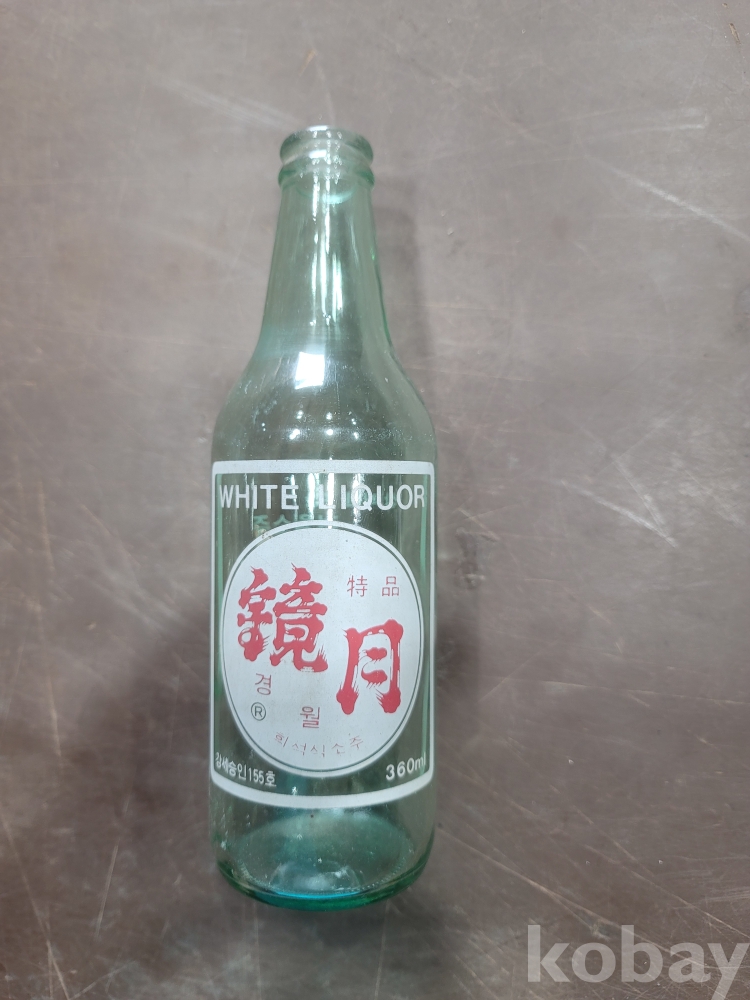 WHITE LIQUOR
特品
鏡月
경월
®
희석식소주
강세승인155호
360ml
kobay